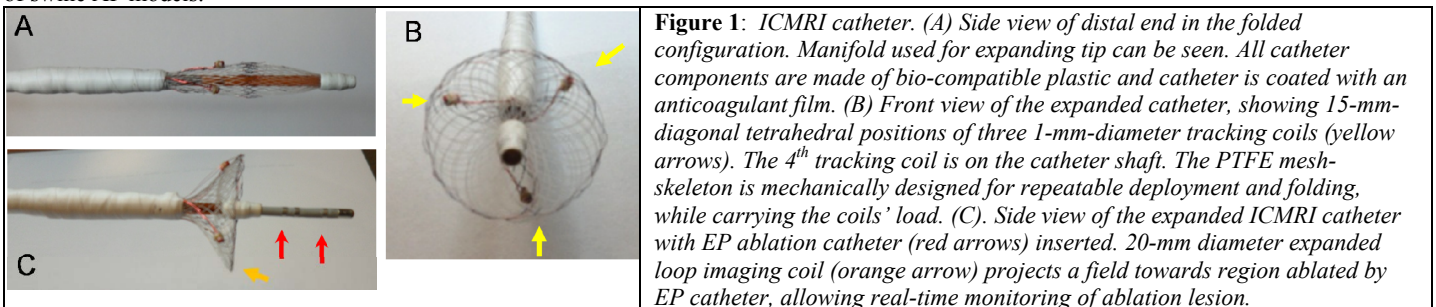 of swine AF models.
A
B
C
Figure 1: ICMRI catheter. (A) Side view of distal end in the folded
configuration. Manifold used for expanding tip can be seen. All catheter
components are made of bio-compatible plastic and catheter is coated with an
anticoagulant film. (B) Front view of the expanded catheter, showing 15-mm-
diagonal tetrahedral positions of three 1-mm-diameter tracking coils (yellow
arrows). The 4th tracking coil is on the catheter shaft. The PTFE mesh-
skeleton is mechanically designed for repeatable deployment and folding,
while carrying the coils’ load. (C). Side view of the expanded ICMRI catheter
with EP ablation catheter (red arrows) inserted. 20-mm diameter expanded
loop imaging coil (orange arrow) projects a field towards region ablated by
EP catheter, allowing real-time monitoring of ablation lesion.